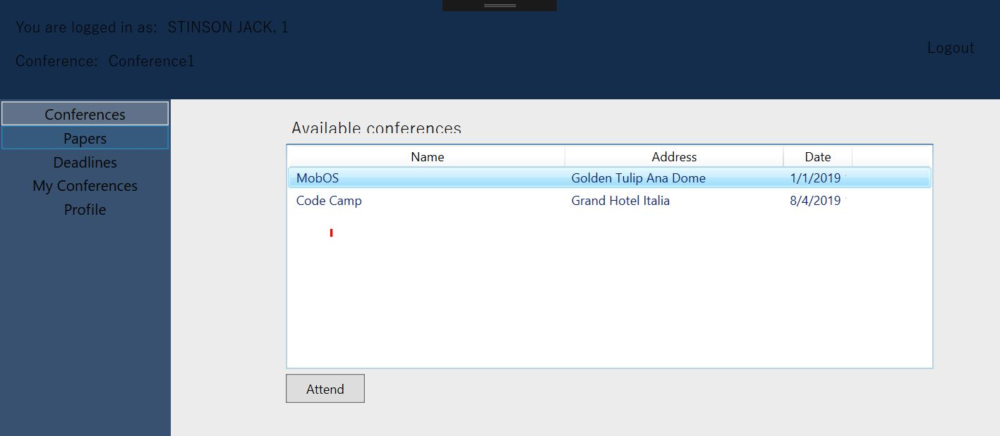 You are logged in as: STINSON JACK, 1
Logout
Conference: Conference1
Conferences
Papers
Deadlines
My Conferences
Profile
Available conferences
Name Address Date
MobOS Golden Tulip Ana Dome 1/1/2019
Code Camp Grand Hotel Italia 8/4/2019
Attend